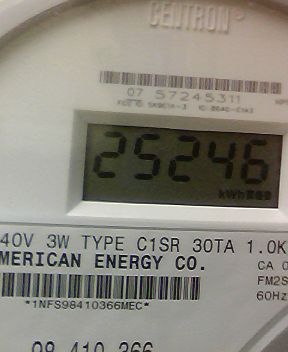 CENTRON
07 57245311
25246
kWh
40V 3W TYPE C1SR 30TA 1.0K
MERICAN ENERGY CO.
CA 0
FM2S
60Hz
*1NFS98410366MEC*
98 410 366